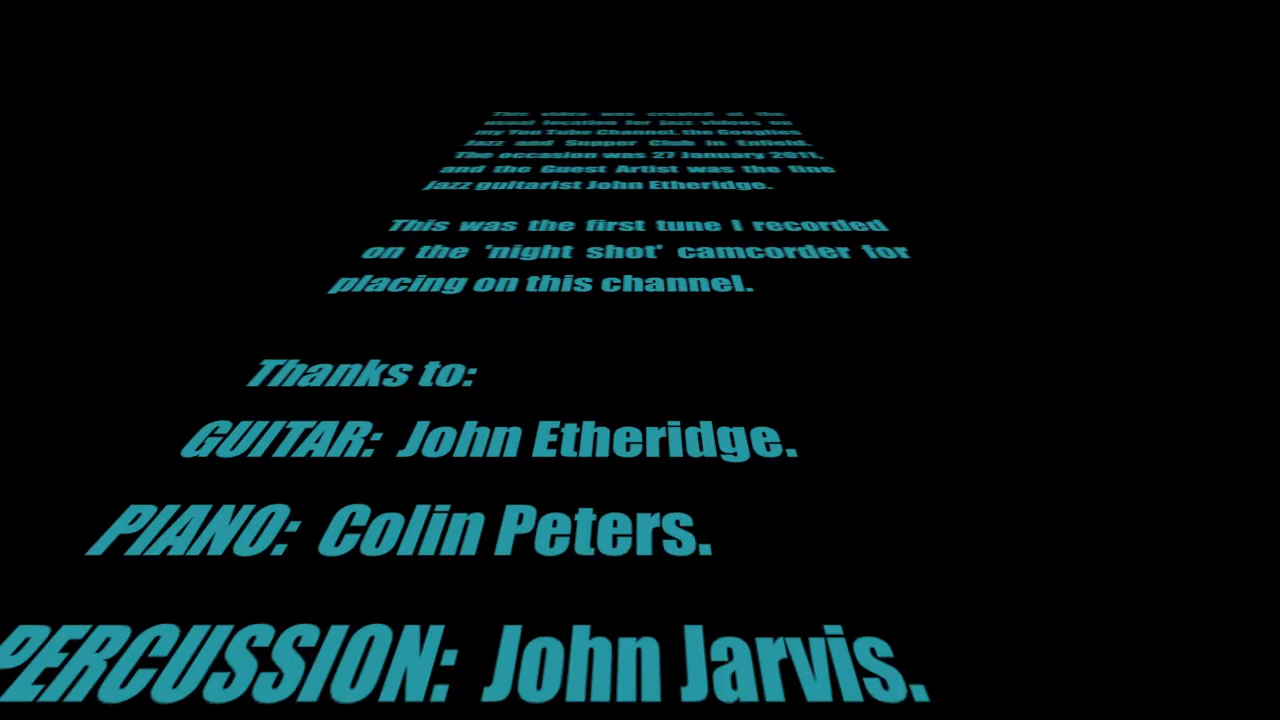 This video was created at the
usual location for jazz videos on
my You Tube Channel, the Googlies
Jazz and Supper Club in Enfield.
The occasion was 27 January 2011,
and the Guest Artist was the fine
Jazz guitarist John Etheridge.
This was the first tune I recorded
on the 'night shot' camcorder for
placing on this channel.
Thanks to:
GUITAR: John Etheridge.
PIANO: Colin Peters.
PERCUSSION: John Jarvis.